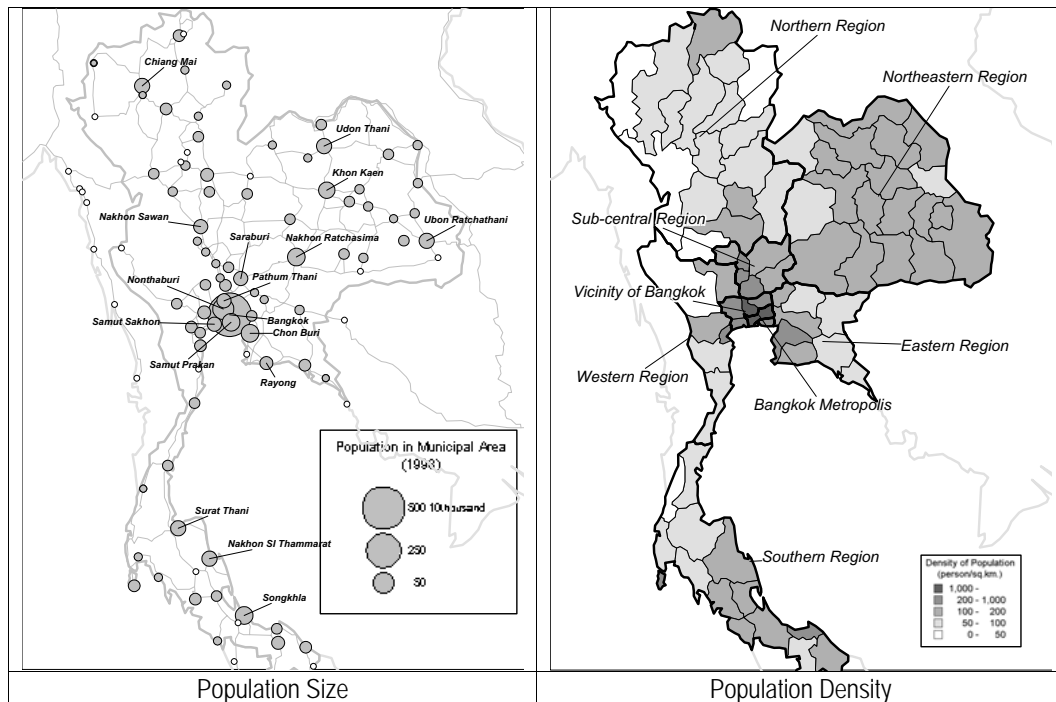 Chiang Mai
Udon Thani
Khon Kaen
Nakhon Sawan
Ubon Ratchathani
Saraburi
Nakhon Ratchasima
Nonthaburi
Pathum Thani
Samut Sakhon
Bangkok
Chon Buri
Samut Prakan
Rayong
Population in Municipal Area
(1993)
500 10thousand
250
50
Surat Thani
Nakhon SI Thammarat
Songkhla
Population Size
Northern Region
Northeastern Region
Sub-central Region
Vicinity of Bangkok
Eastern Region
Western Region
Bangkok Metropolis
Southern Region
Density of Population
(person/sq.km.)
1,000 -
200 - 1,000
100 - 200
50 - 100
0 - 50
Population Density